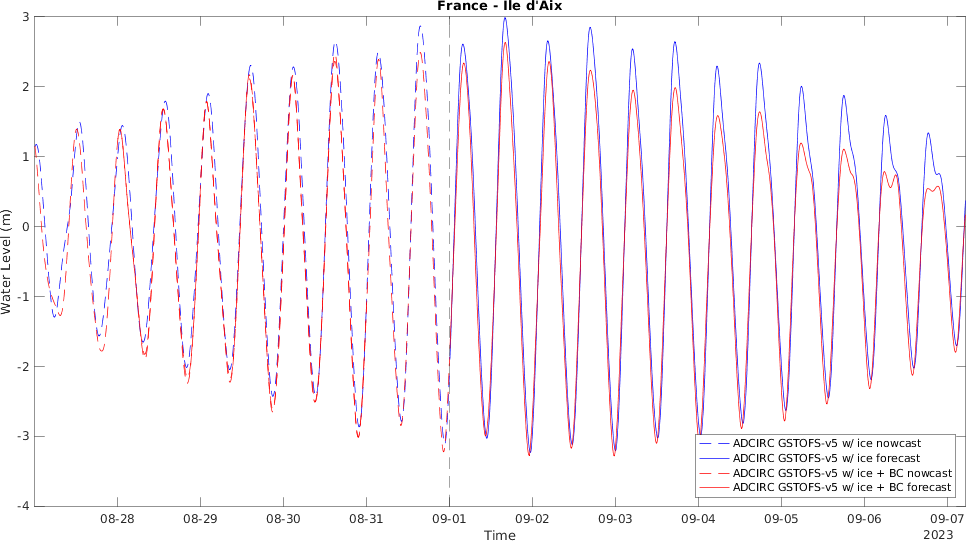 France - Ile d'Aix
3
2
1
0
-1
-2
-3
-4
Water Level (m)
ADCIRC GSTOFS-v5 w/ ice nowcast
ADCIRC GSTOFS-v5 w/ ice forecast
ADCIRC GSTOFS-v5 w/ ice + BC nowcast
ADCIRC GSTOFS-v5 w/ ice + BC forecast
08-28 08-29 08-30 08-31 09-01 09-02 09-03 09-04 09-05 09-06 09-07
Time
2023